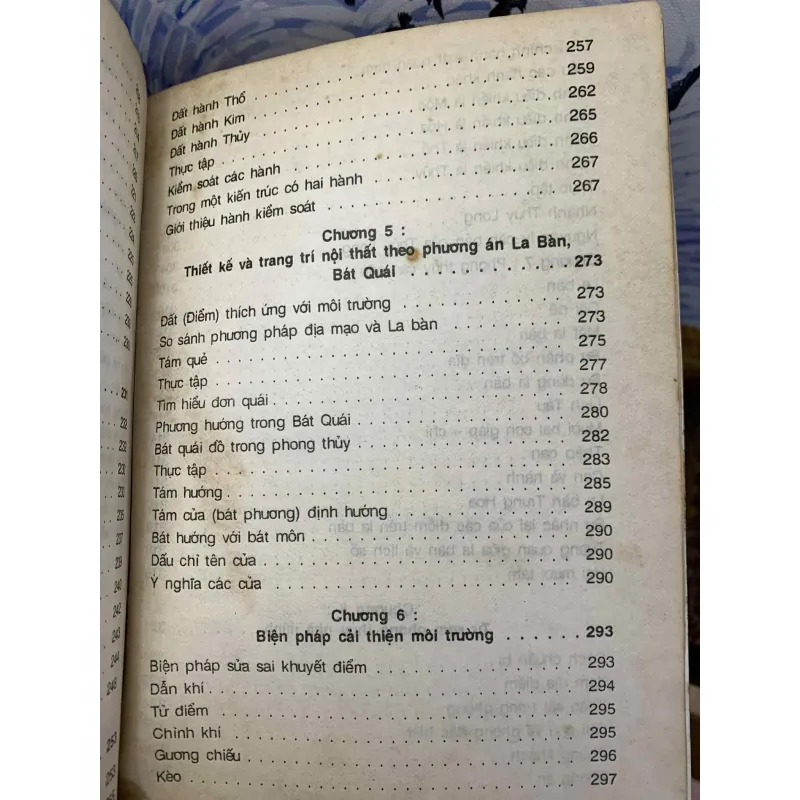 Đất hành Thổ . . . . . . . . . . . . . . . . . . . . 257
Đất hành Kim . . . . . . . . . . . . . . . . . . . . 259
Đất hành Thủy . . . . . . . . . . . . . . . . . . . . 262
Thực tập . . . . . . . . . . . . . . . . . . . . 265
Kiểm soát các hành . . . . . . . . . . . . . . . . . . . . 266
Trong một kiến trúc có hai hành . . . . . . . . . . . . . . . 267
Giới thiệu hành kiểm soát . . . . . . . . . . . . . . . . . . 267
Chương 5 :
Thiết kế và trang trí nội thất theo phương án La Bàn,
Bát Quái . . . . . . . . . . . . . 273
Đất (Điểm) thích ứng với môi trường . . . . . . . . . . . . . 273
So sánh phương pháp địa mạo và La bàn . . . . . . . . . . 273
Tám quẻ . . . . . . . . . . . . . . . . . . . . 275
Thực tập . . . . . . . . . . . . . . . . . . . . 277
Tìm hiểu đơn quái . . . . . . . . . . . . . . . . . . . . 278
Phương hướng trong Bát Quái . . . . . . . . . . . . . . . . 280
Bát quái đồ trong phong thủy . . . . . . . . . . . . . . . . 282
Thực tập . . . . . . . . . . . . . . . . . . . . 283
Tám hướng . . . . . . . . . . . . . . . . . . . . 285
Tám cửa (bát phương) định hướng . . . . . . . . . . . . . . 289
Bát hướng với bát môn . . . . . . . . . . . . . . . . . . . . 290
Dấu chỉ tên cửa . . . . . . . . . . . . . . . . . . . . 290
Ý nghĩa các cửa . . . . . . . . . . . . . . . . . . . . 290
Chương 6 :
Biện pháp cải thiện môi trường . . . . . . 293
Biện pháp sửa sai khuyết điểm . . . . . . . . . . . . . . . . 293
Dẫn khí . . . . . . . . . . . . . . . . . . . . 294
Từ điểm . . . . . . . . . . . . . . . . . . . . 295
Chỉnh khí . . . . . . . . . . . . . . . . . . . . 295
Gương chiếu . . . . . . . . . . . . . . . . . . . . 296
Kèo . . . . . . . . . . . . . . . . . . . . 297